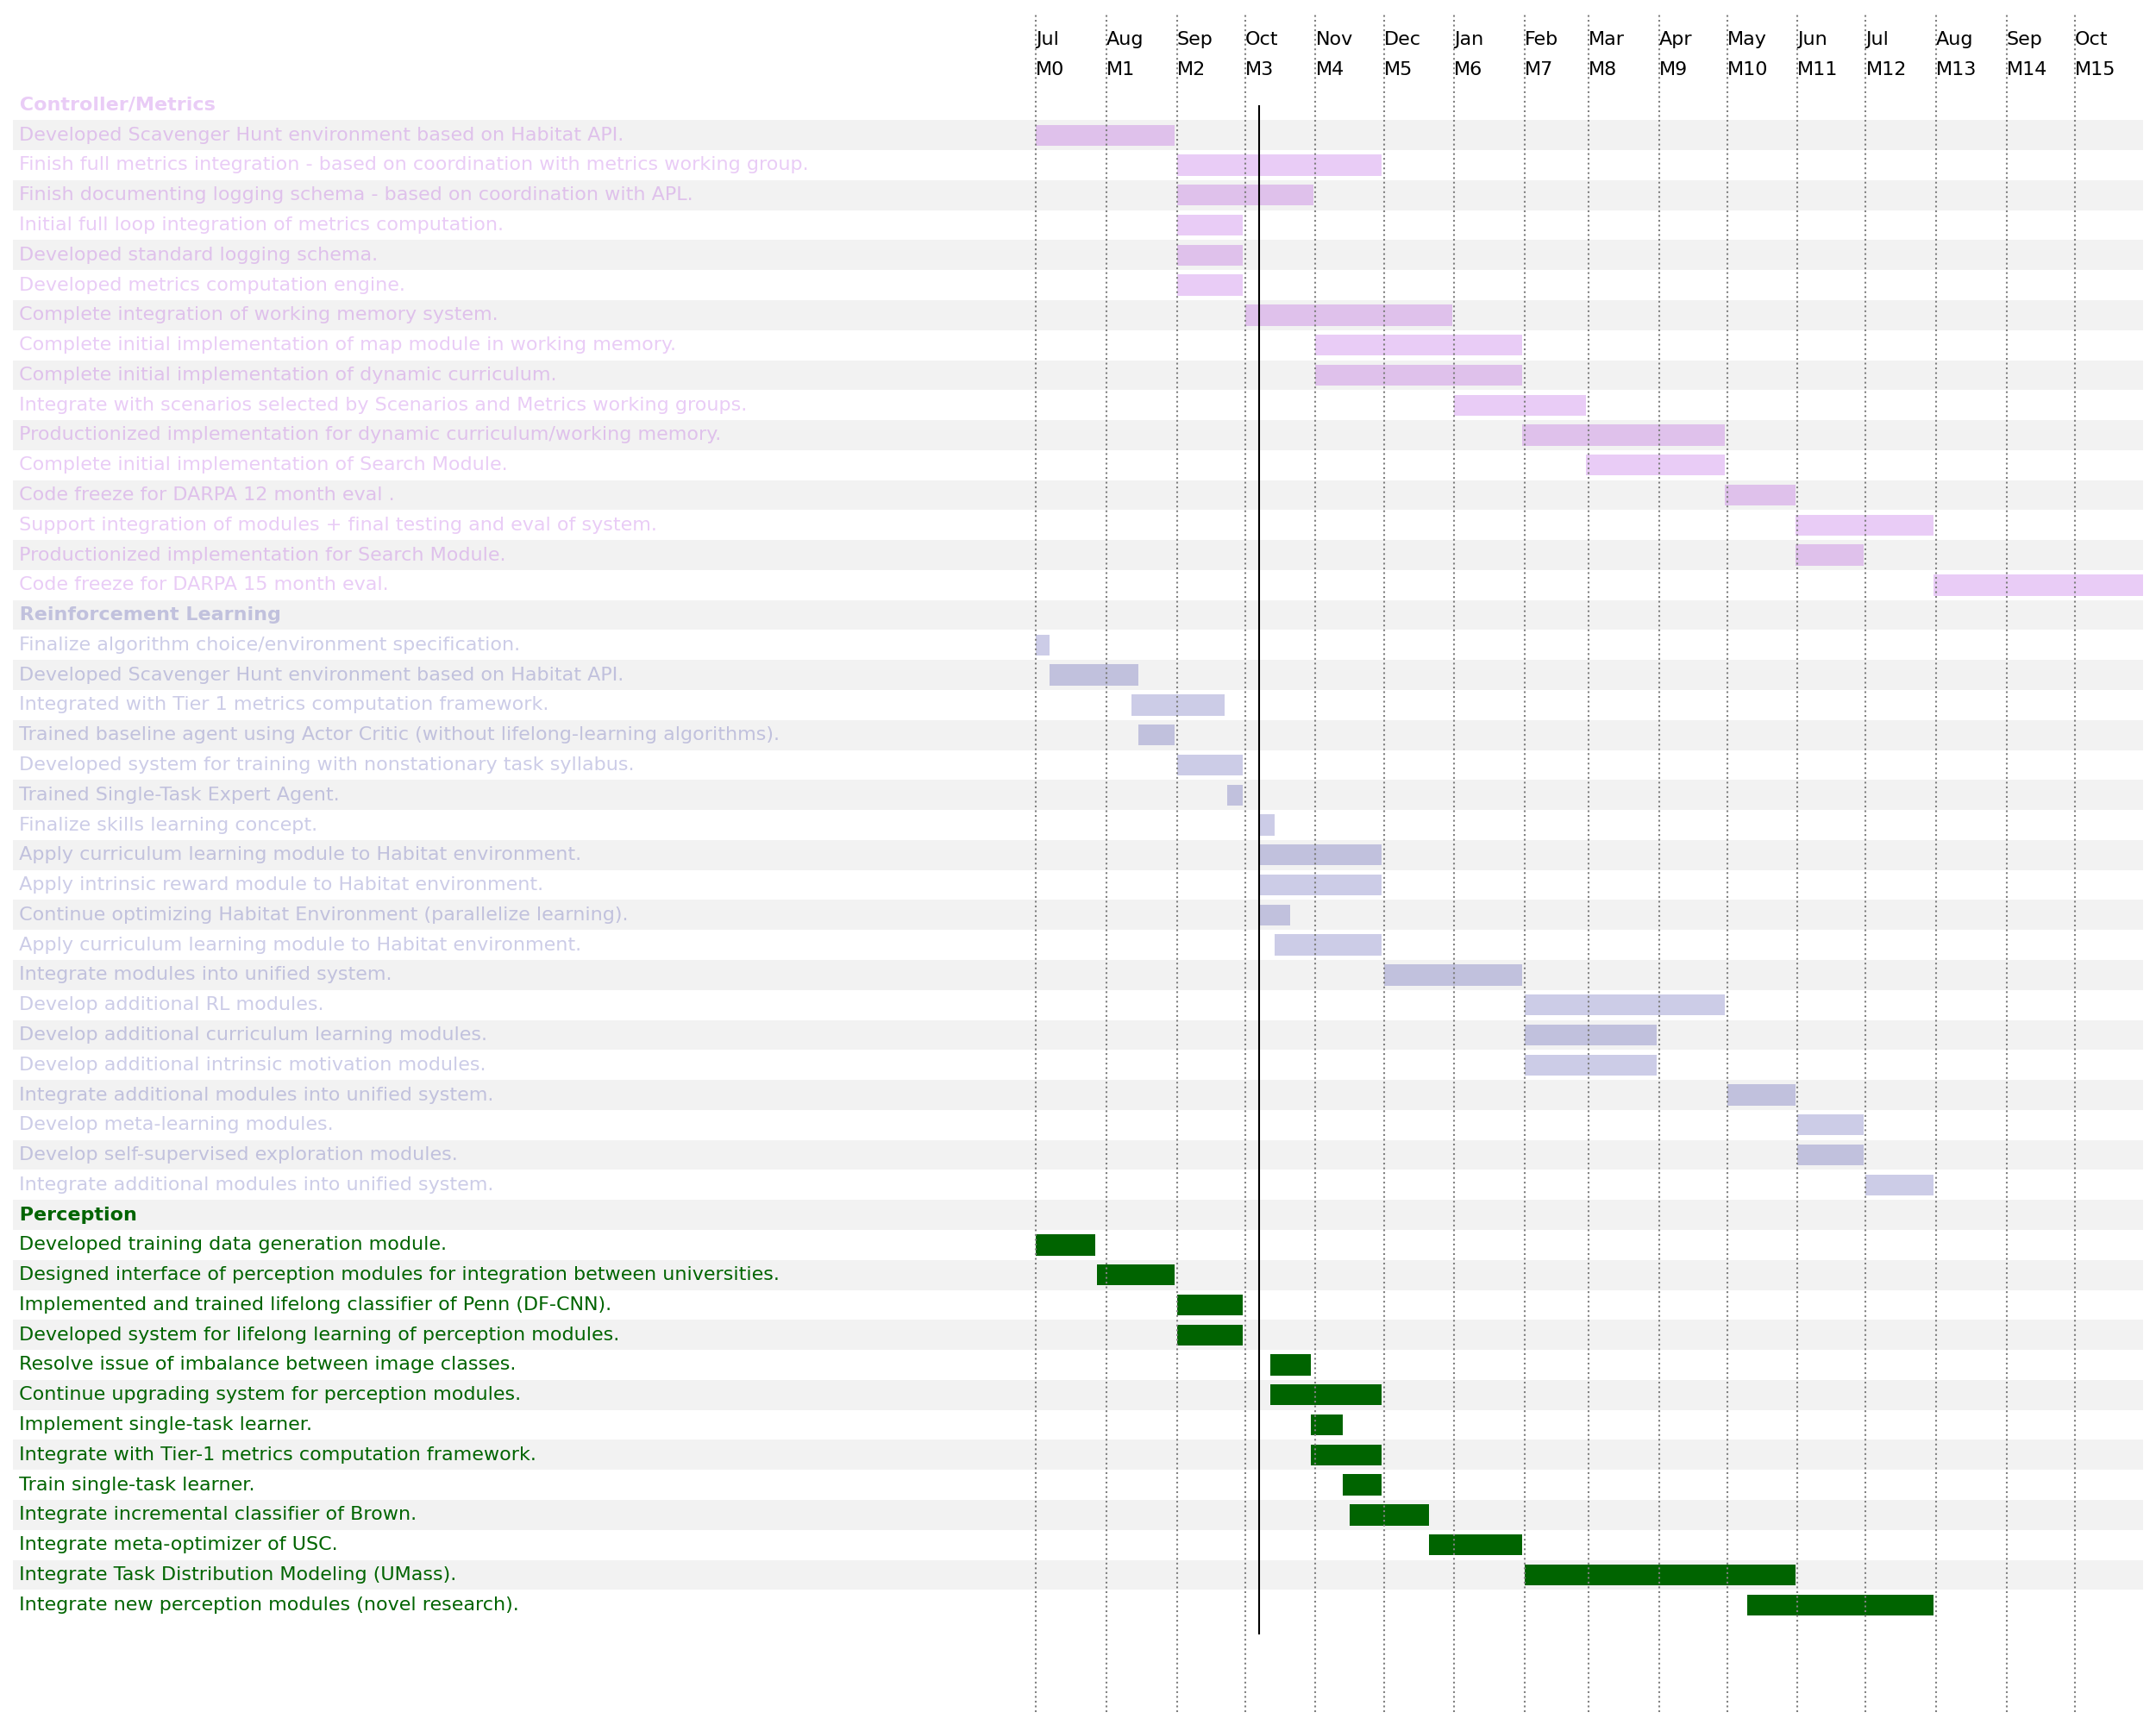 Jul Aug Sep Oct Nov Dec Jan Feb Mar Apr May Jun Jul Aug Sep Oct
M0 M1 M2 M3 M4 M5 M6 M7 M8 M9 M10 M11 M12 M13 M14 M15
Controller/Metrics
Developed Scavenger Hunt environment based on Habitat API.
Finish full metrics integration - based on coordination with metrics working group.
Finish documenting logging schema - based on coordination with APL.
Initial full loop integration of metrics computation.
Developed standard logging schema.
Developed metrics computation engine.
Complete integration of working memory system.
Complete initial implementation of map module in working memory.
Complete initial implementation of dynamic curriculum.
Integrate with scenarios selected by Scenarios and Metrics working groups.
Productionized implementation for dynamic curriculum/working memory.
Complete initial implementation of Search Module.
Code freeze for DARPA 12 month eval .
Support integration of modules + final testing and eval of system.
Productionized implementation for Search Module.
Code freeze for DARPA 15 month eval.
Reinforcement Learning
Finalize algorithm choice/environment specification.
Developed Scavenger Hunt environment based on Habitat API.
Integrated with Tier 1 metrics computation framework.
Trained baseline agent using Actor Critic (without lifelong-learning algorithms).
Developed system for training with nonstationary task syllabus.
Trained Single-Task Expert Agent.
Finalize skills learning concept.
Apply curriculum learning module to Habitat environment.
Apply intrinsic reward module to Habitat environment.
Continue optimizing Habitat Environment (parallelize learning).
Apply curriculum learning module to Habitat environment.
Integrate modules into unified system.
Develop additional RL modules.
Develop additional curriculum learning modules.
Develop additional intrinsic motivation modules.
Integrate additional modules into unified system.
Develop meta-learning modules.
Develop self-supervised exploration modules.
Integrate additional modules into unified system.
Perception
Developed training data generation module.
Designed interface of perception modules for integration between universities.
Implemented and trained lifelong classifier of Penn (DF-CNN).
Developed system for lifelong learning of perception modules.
Resolve issue of imbalance between image classes.
Continue upgrading system for perception modules.
Implement single-task learner.
Integrate with Tier-1 metrics computation framework.
Train single-task learner.
Integrate incremental classifier of Brown.
Integrate meta-optimizer of USC.
Integrate Task Distribution Modeling (UMass).
Integrate new perception modules (novel research).